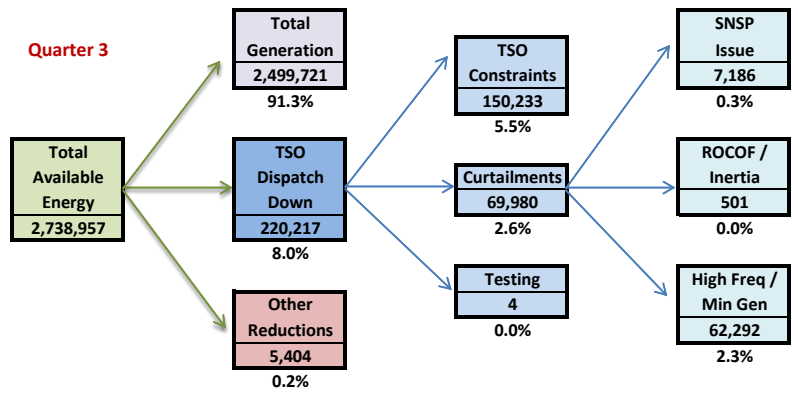 Quarter 3
Total
Available
Energy
2,738,957
Total
Generation
2,499,721
91.3%
TSO
Dispatch
Down
220,217
8.0%
Other
Reductions
5,404
0.2%
TSO
Constraints
150,233
5.5%
Curtailments
69,980
2.6%
Testing
4
0.0%
SNSP
Issue
7,186
0.3%
ROCOF /
Inertia
501
0.0%
High Freq /
Min Gen
62,292
2.3%